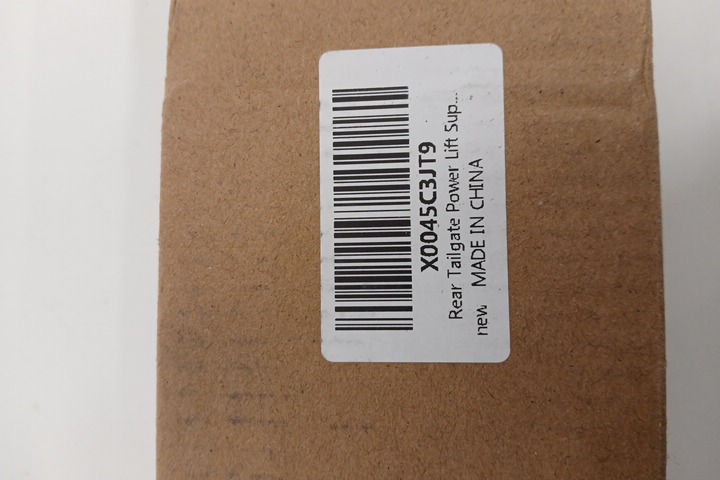 X0045C3JT9
Rear Tailgate Power Lift Sup...
new MADE IN CHINA